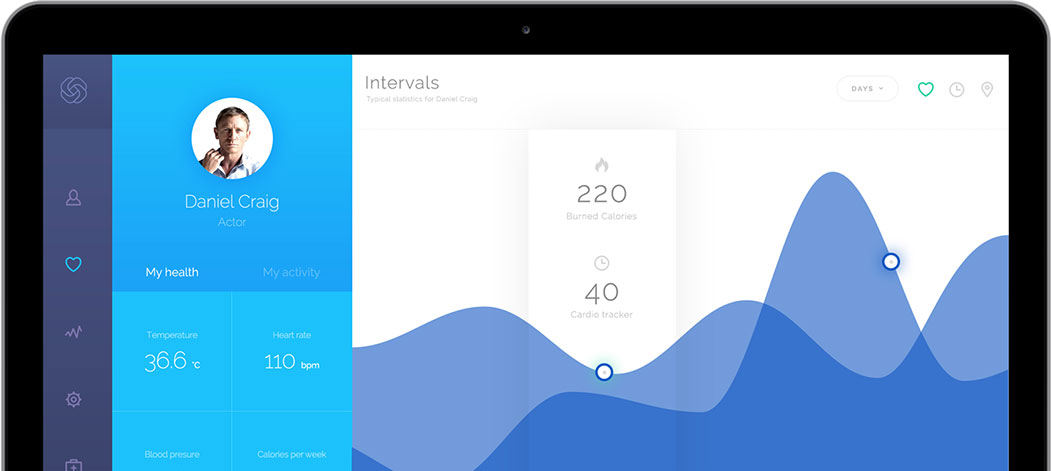 Intervals
Typical statistics for Daniel Craig
DAYS
Daniel Craig
Actor
My health
My activity
Temperature
36.6 °C
Heart rate
110 bpm
Blood presure
Calories per week
220
Burned Calories
40
Cardio tracker